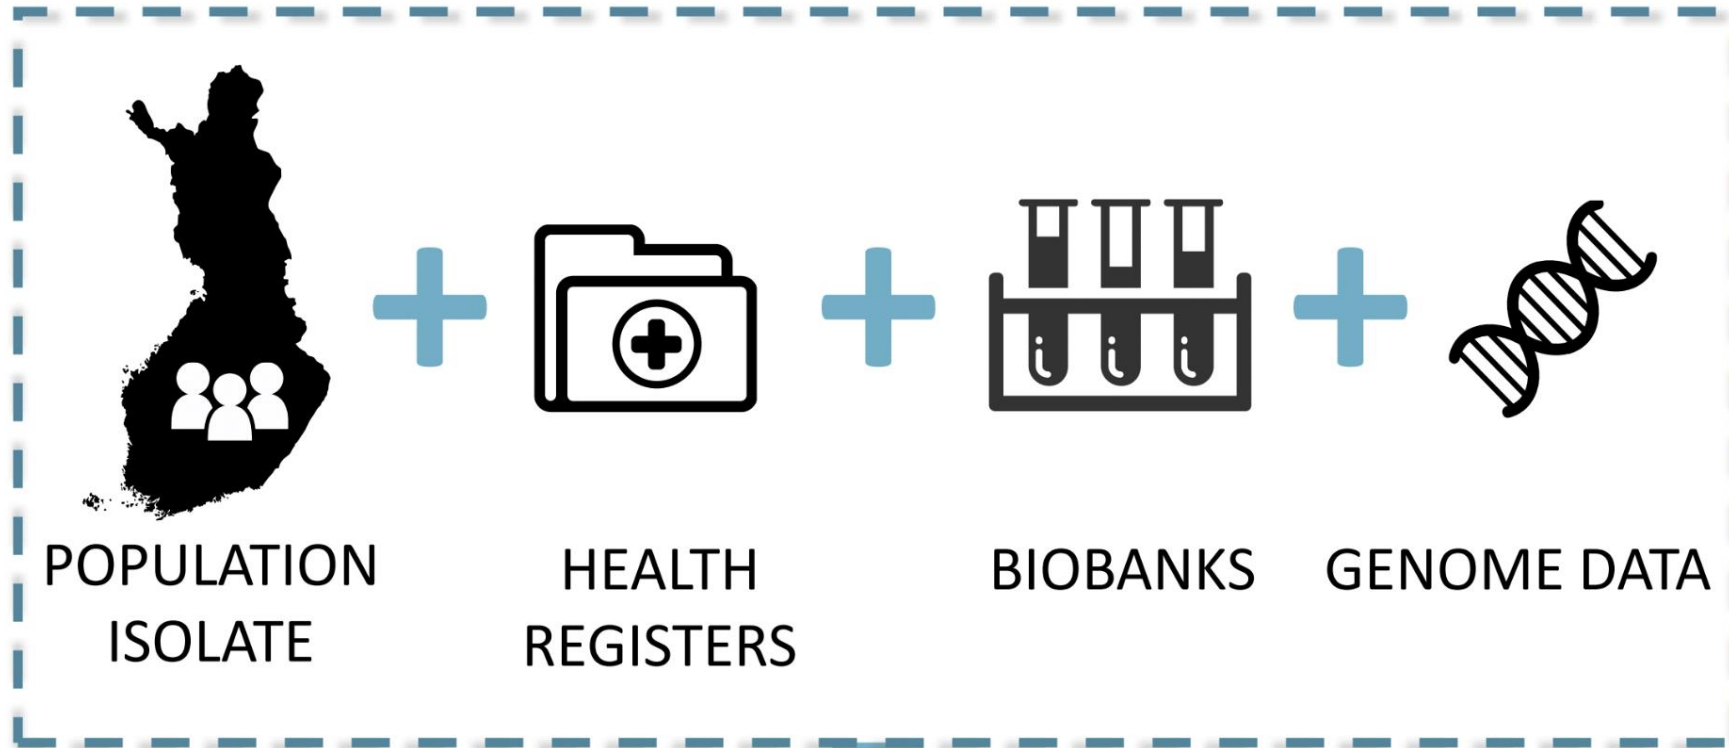 POPULATION
ISOLATE
HEALTH
REGISTERS
BIOBANKS
GENOME DATA